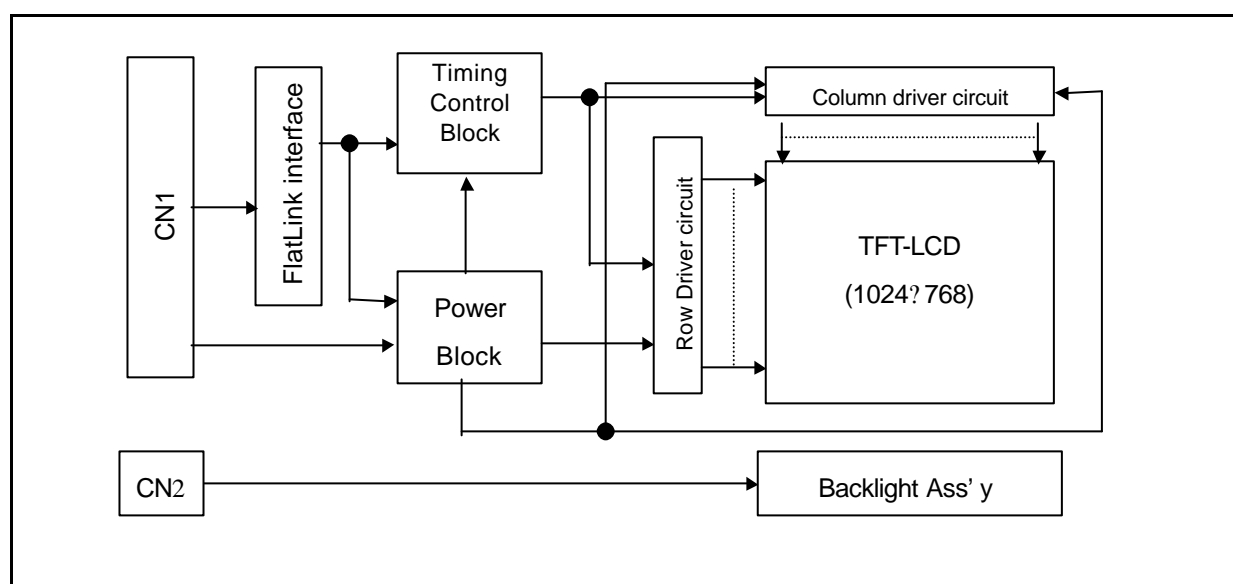 CN1
FlatLink interface
Timing
Control
Block
Power
Block
Row Driver circuit
Column driver circuit
TFT-LCD
(1024? 768)
CN2
Backlight Ass' y